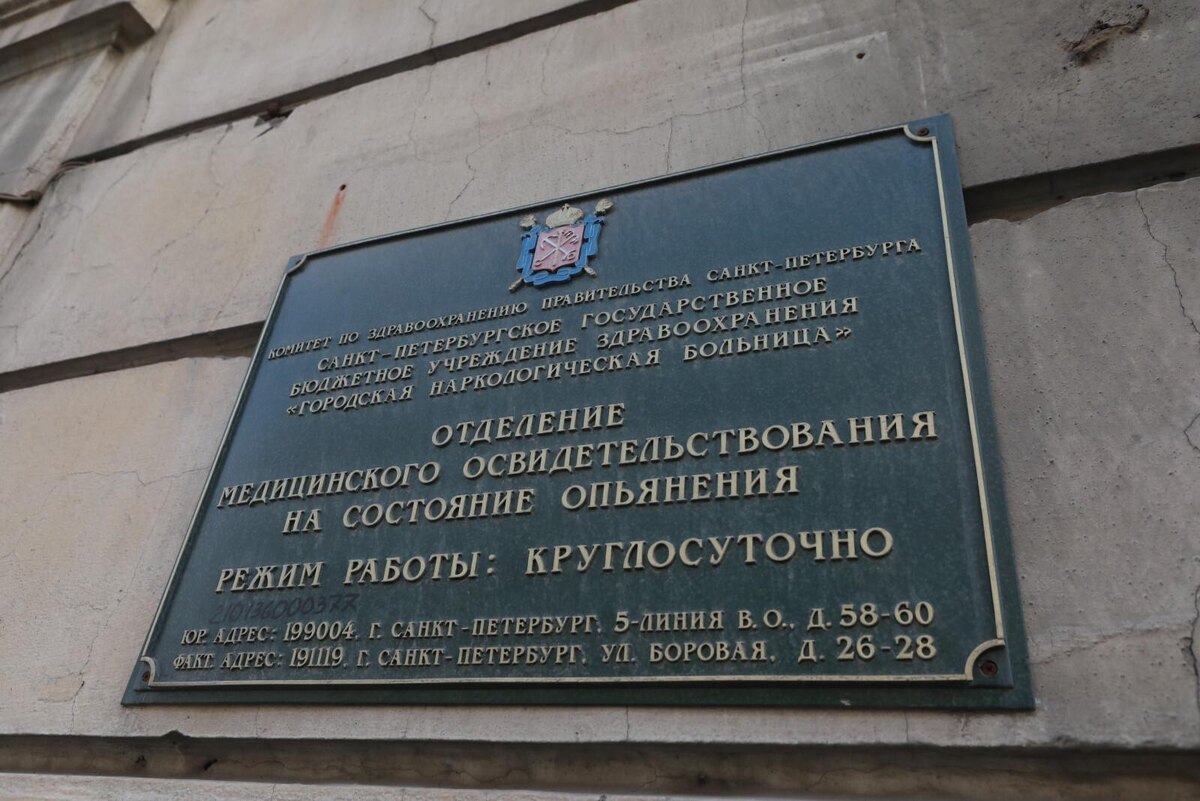 КОМИТЕТ ПО ЗДРАВООХРАНЕНИЮ ПРАВИТЕЛЬСТВА САНКТ-ПЕТЕРБУРГА
САНКТ-ПЕТЕРБУРГСКОЕ ГОСУДАРСТВЕННОЕ
БЮДЖЕТНОЕ УЧРЕЖДЕНИЕ ЗДРАВООХРАНЕНИЯ
«ГОРОДСКАЯ НАРКОЛОГИЧЕСКАЯ БОЛЬНИЦА»
ОТДЕЛЕНИЕ
МЕДИЦИНСКОГО ОСВИДЕТЕЛЬСТВОВАНИЯ
НА СОСТОЯНИЕ ОПЬЯНЕНИЯ
РЕЖИМ РАБОТЫ: КРУГЛОСУТОЧНО
ЮР. АДРЕС: 199004, Г. САНКТ-ПЕТЕРБУРГ, 5-ЛИНИЯ В.О., Д. 58-60
ФАКТ. АДРЕС: 191119, Г. САНКТ-ПЕТЕРБУРГ, УЛ. БОРОВАЯ, Д. 26-28